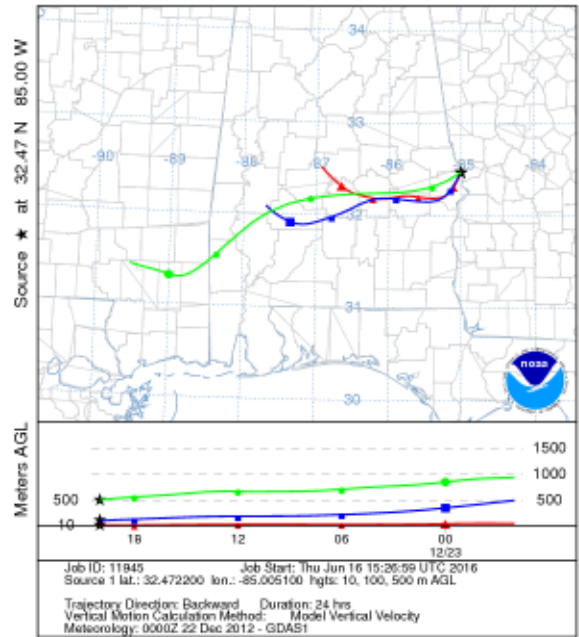 Source ★ at 32.47 N 85.00 W
34
33
-90 -89 -88 -87 -86 -85 -84
32
31
30
noaa
Meters AGL
1500
1000
500 500
10
18 12 06 00
12/23
Job ID: 11945 Job Start: Thu Jun 16 15:26:59 UTC 2016
Source 1 lat.: 32.472200 lon.: -85.005100 hgts: 10, 100, 500 m AGL
Trajectory Direction: Backward Duration: 24 hrs
Vertical Motion Calculation Method: Model Vertical Velocity
Meteorology: 0000Z 22 Dec 2012 - GDAS1